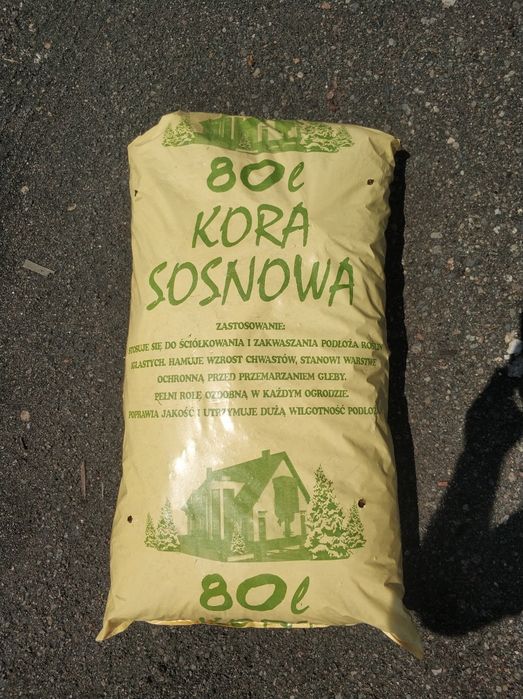 80l
KORA
SOSNOWA
ZASTOSOWANIE:
STOSUJE SIĘ DO ŚCIÓŁKOWANIA I ZAKWASZANIA PODŁOŻA ROŚLIN
IGLASTYCH. HAMUJE WZROST CHWASTÓW, STANOWI WARSTWĘ
OCHRONNĄ PRZED PRZEMARZANIEM GLEBY.
PEŁNI ROLĘ OZDOBNĄ W KAŻDYM OGRODZIE.
POPRAWIA JAKOŚĆ I UTRZYMUJE DUŻĄ WILGOTNOŚĆ PODŁOŻA
80l
KORA